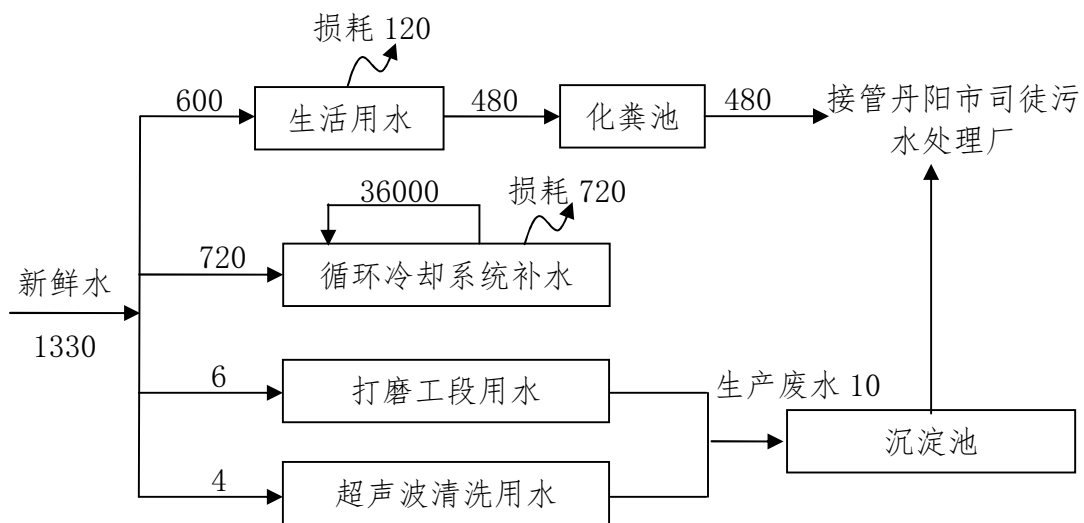 损耗 120
600
生活用水
480
化粪池
480
接管丹阳市司徒污
水处理厂
36000
损耗 720
720
循环冷却系统补水
新鲜水
1330
6
打磨工段用水
生产废水 10
沉淀池
4
超声波清洗用水